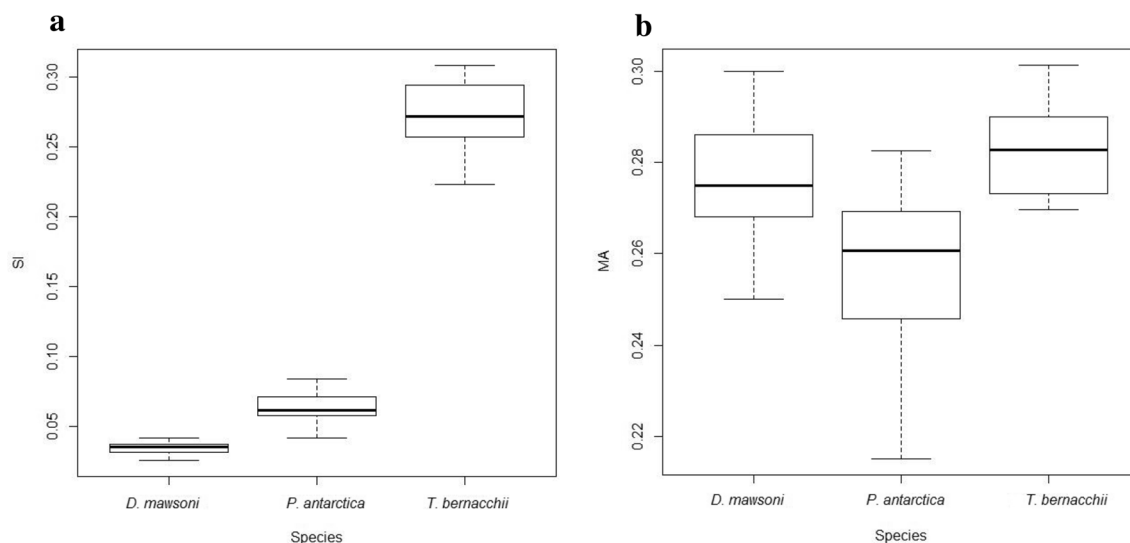 a
SI
0.30
0.25
0.20
0.15
0.10
0.05
D. mawsoni P. antarctica T. bernacchii
Species
b
MA
0.30
0.28
0.26
0.24
0.22
D. mawsoni P. antarctica T. bernacchii
Species